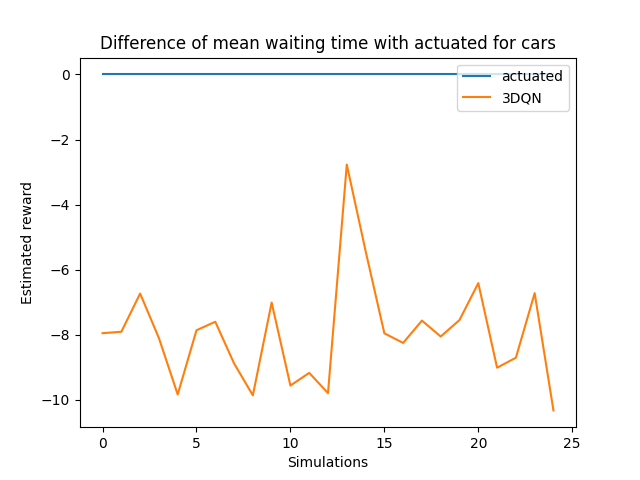 Difference of mean waiting time with actuated for cars
actuated
3DQN
Estimated reward
0
−2
−4
−6
−8
−10
0 5 10 15 20 25
Simulations